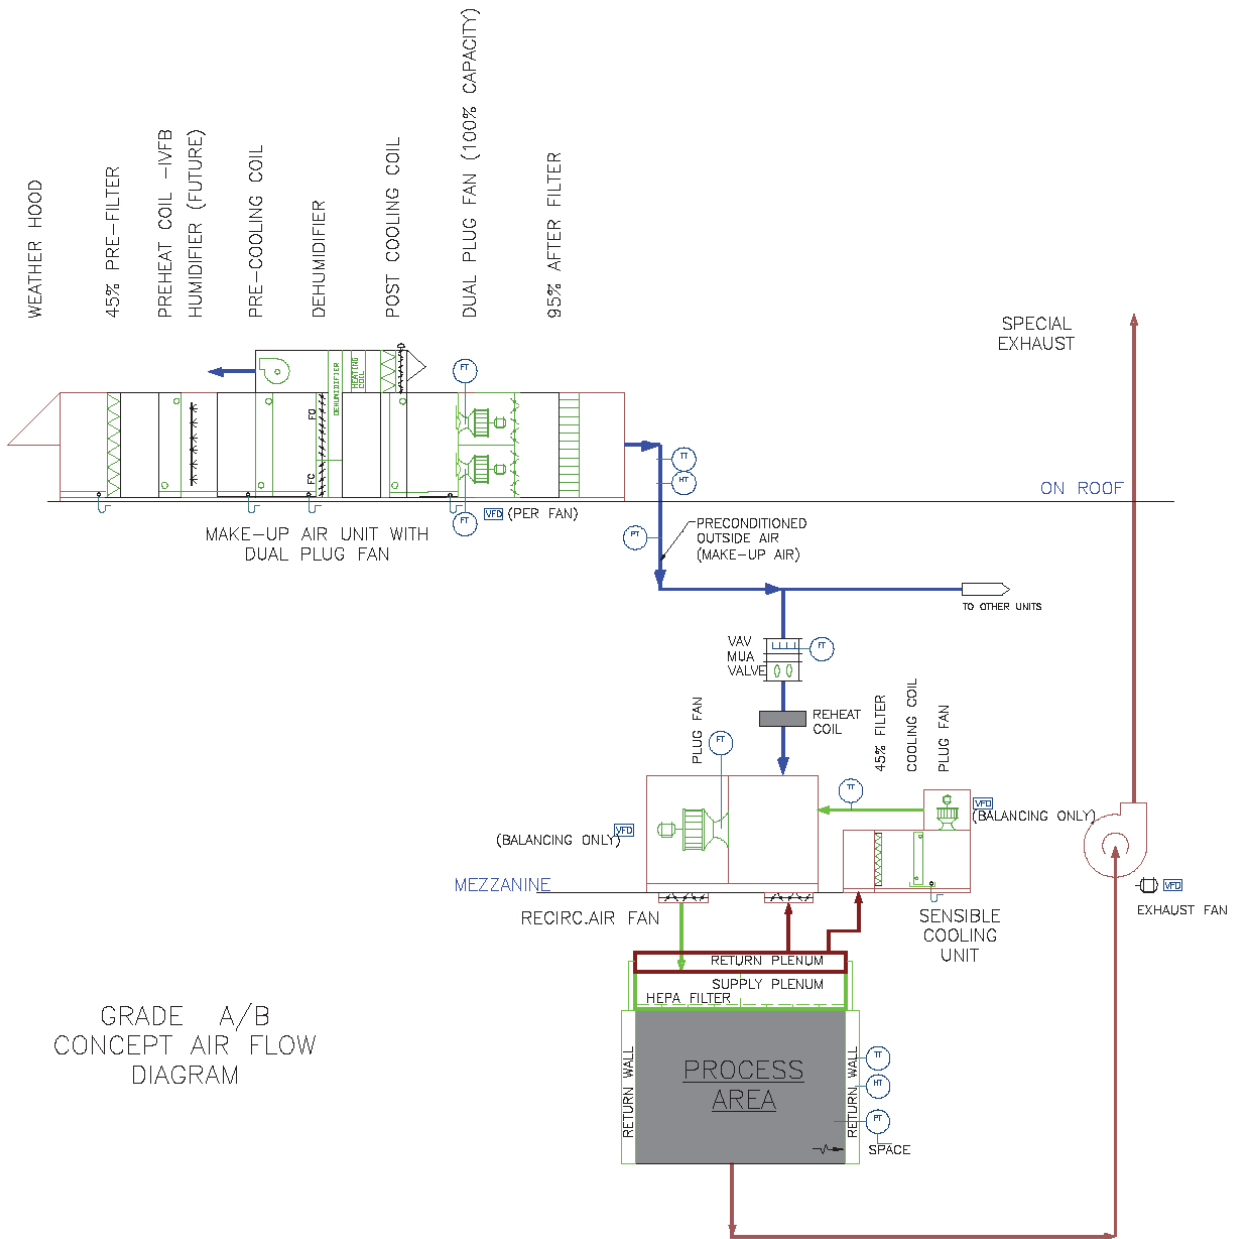 WEATHER HOOD
45% PRE-FILTER
PREHEAT COIL -IVFB
HUMIDIFIER (FUTURE)
PRE-COOLING COIL
DEHUMIDIFIER
POST COOLING COIL
DUAL PLUG FAN (100% CAPACITY)
95% AFTER FILTER
SPECIAL
EXHAUST
DEHUMIDIFIER
HEATING
COIL
FD
FC
FT
FT
VFD (PER FAN)
TT
HT
ON ROOF
MAKE-UP AIR UNIT WITH
DUAL PLUG FAN
PT
PRECONDITIONED
OUTSIDE AIR
(MAKE-UP AIR)
TO OTHER UNITS
VAV
MUA
VALVE
FT
REHEAT
COIL
PLUG FAN
FT
45% FILTER
COOLING COIL
PLUG FAN
TT
VFD
(BALANCING ONLY)
VFD
(BALANCING ONLY)
MEZZANINE
RECIRC.AIR FAN
SENSIBLE
COOLING
UNIT
VFD
EXHAUST FAN
RETURN PLENUM
SUPPLY PLENUM
HEPA FILTER
GRADE A/B
CONCEPT AIR FLOW
DIAGRAM
RETURN WALL
PROCESS
AREA
RETURN WALL
TT
HT
PT
SPACE